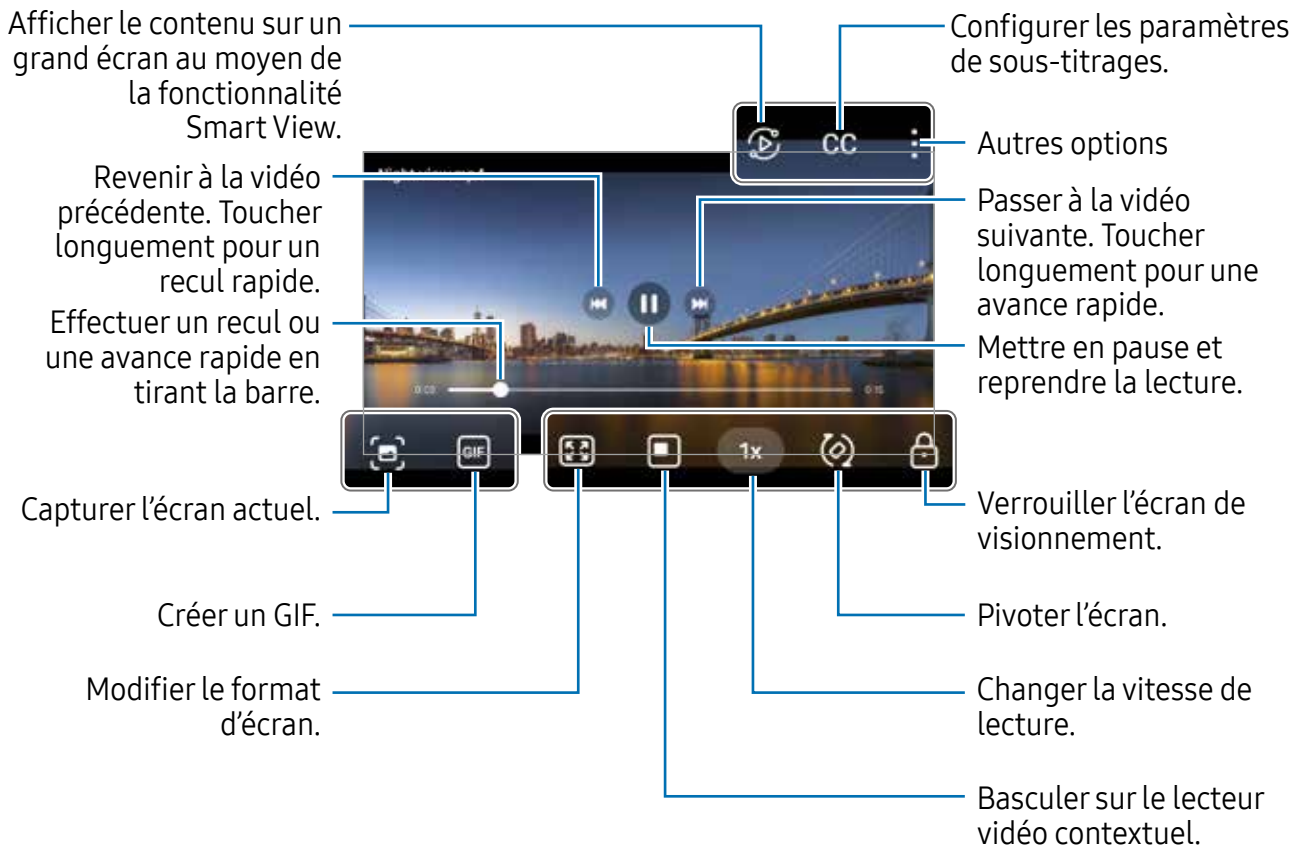 Afficher le contenu sur un
grand écran au moyen de
la fonctionnalité
Smart View.
Configurer les paramètres
de sous-titrages.
CC
Autres options
Revenir à la vidéo
précédente. Toucher
longuement pour un
recul rapide.
Passer à la vidéo
suivante. Toucher
longuement pour une
avance rapide.
Effectuer un recul ou
une avance rapide en
tirant la barre.
Mettre en pause et
reprendre la lecture.
0:03
0:15
GIF
1x
Capturer l’écran actuel.
Verrouiller l’écran de
visionnement.
Créer un GIF.
Pivoter l’écran.
Modifier le format
d’écran.
Changer la vitesse de
lecture.
Basculer sur le lecteur
vidéo contextuel.